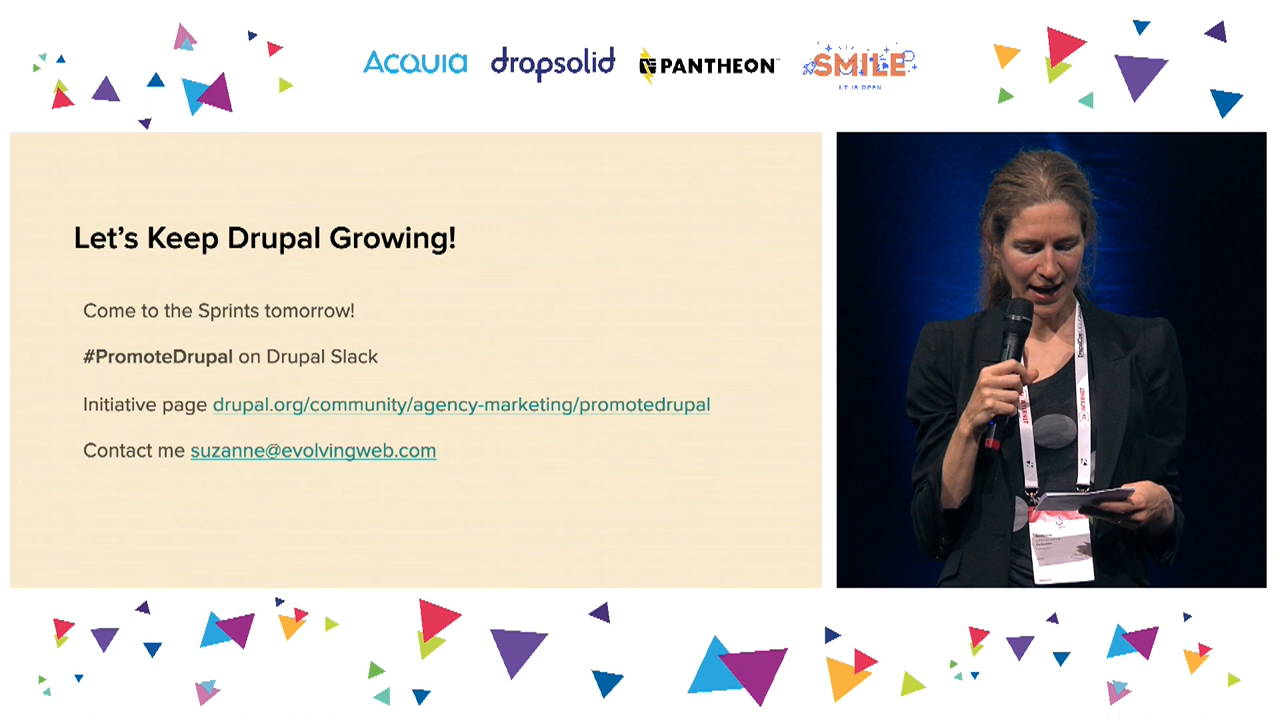 Acquia
dropsolid
PANTHEON
SMILE
I.T IS OPEN
Let's Keep Drupal Growing!
Come to the Sprints tomorrow!
#PromoteDrupal on Drupal Slack
Initiative page drupal.org/community/agency-marketing/promotedrupal
Contact me suzanne@evolvingweb.com